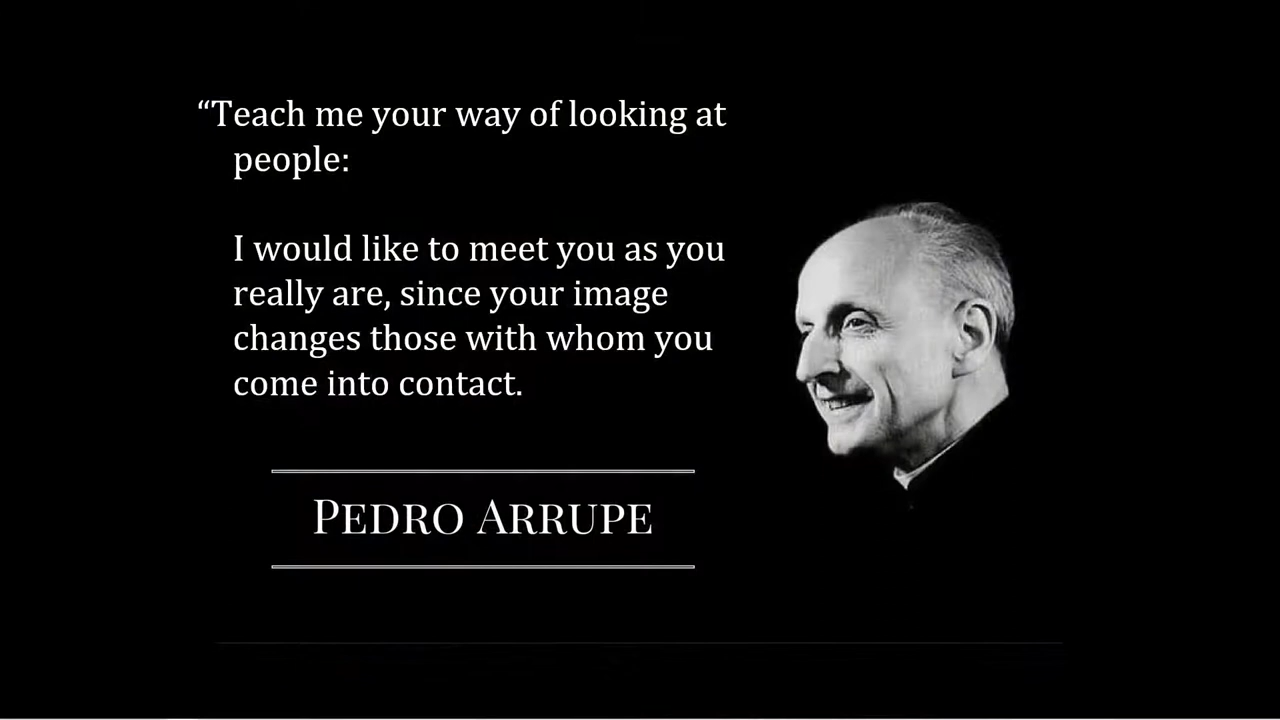 “Teach me your way of looking at
people:
I would like to meet you as you
really are, since your image
changes those with whom you
come into contact.
PEDRO ARRUPE